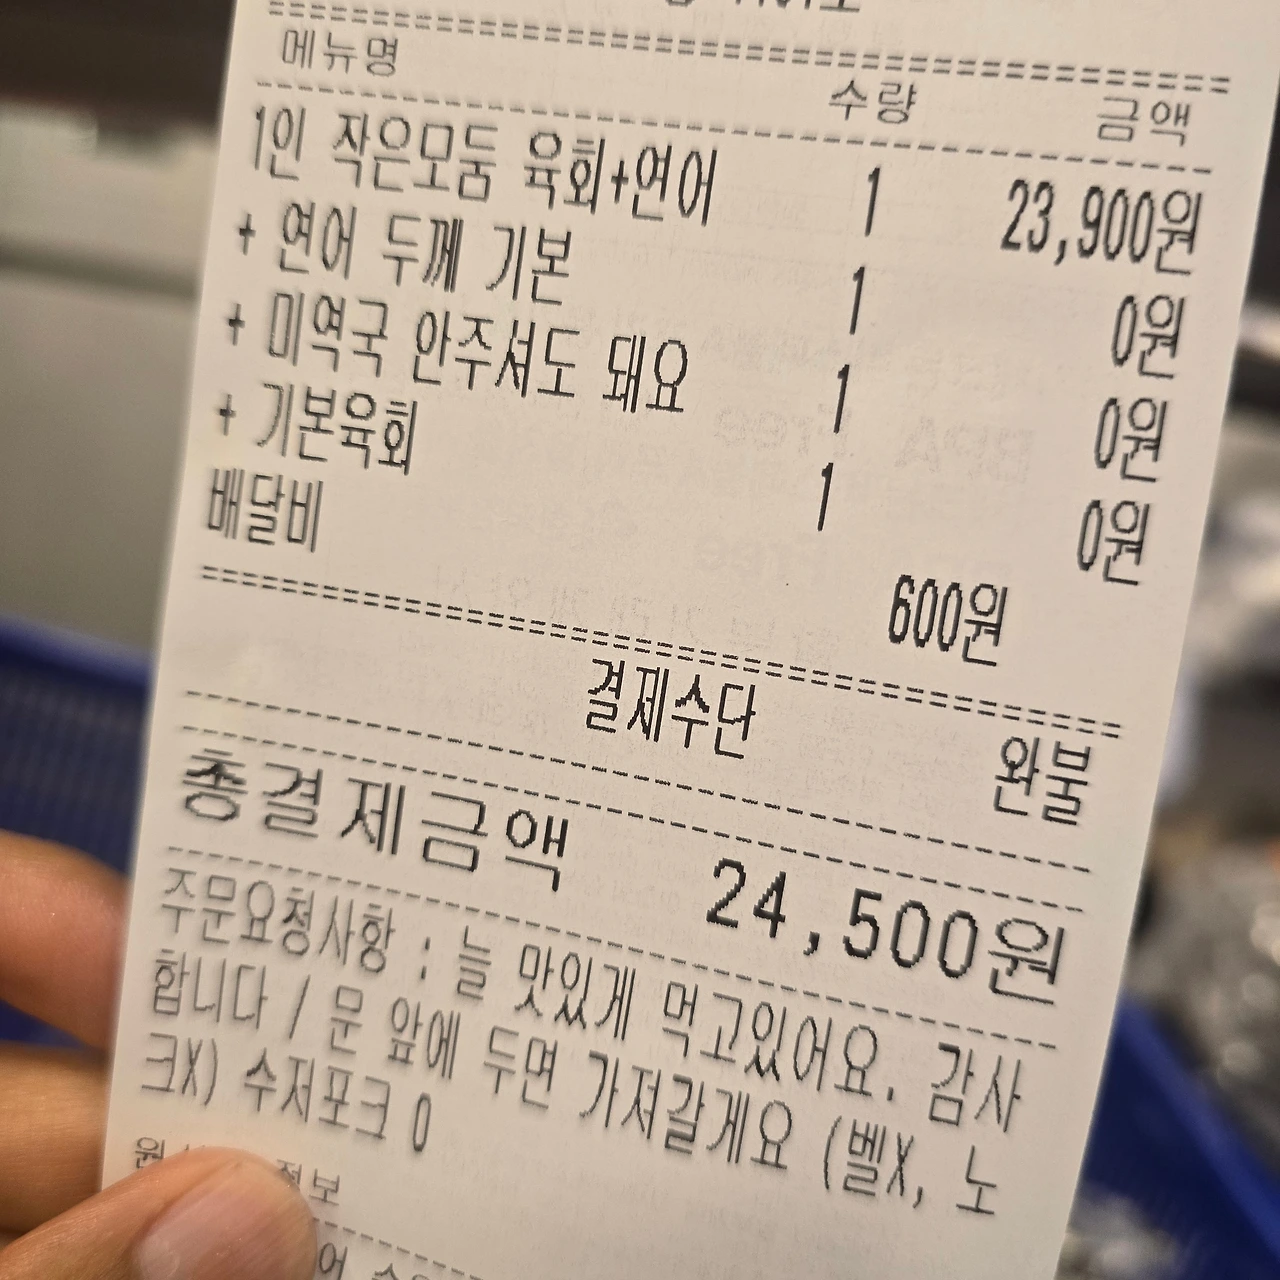 메뉴명 수량 금액
1인 작은모둠 육회+연어 1 23,900원
+ 연어 두께 기본 1 0원
+ 미역국 안주셔도 돼요 1 0원
+ 기본육회 1 0원
배달비 600원
결제수단 완불
총결제금액 24,500원
주문요청사항 : 늘 맛있게 먹고있어요. 감사
합니다 / 문 앞에 두면 가져갈게요 (벨X, 노
크X) 수저포크 0
정보